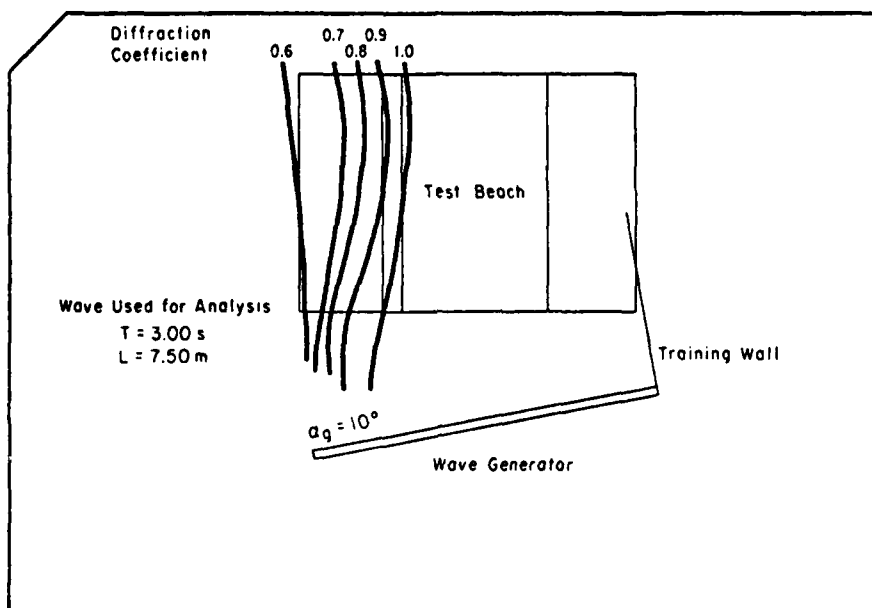 Diffraction
Coefficient
0.6 0.7 0.8 0.9 1.0
Test Beach
Wave Used for Analysis
T = 3.00 s
L = 7.50 m
Training Wall
αg = 10°
Wave Generator